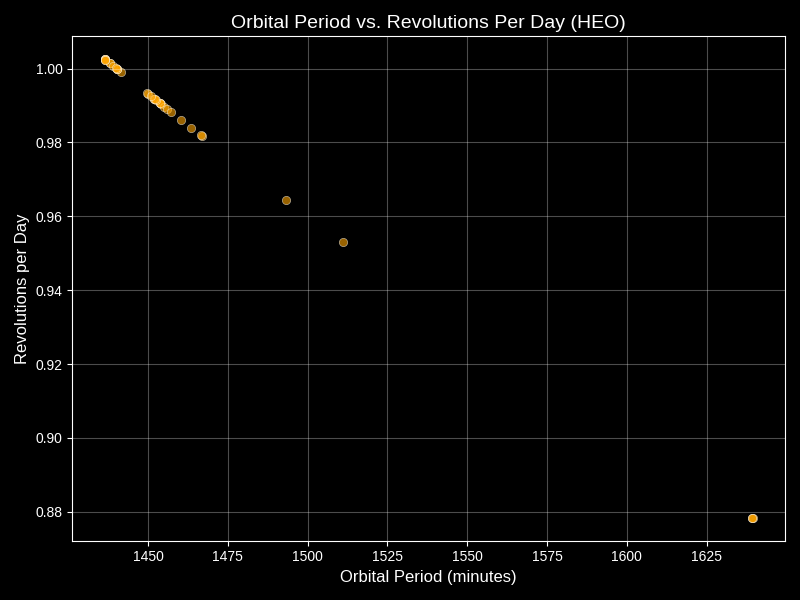 Orbital Period vs. Revolutions Per Day (HEO)
1.00
0.98
0.96
0.94
0.92
0.90
0.88
Revolutions per Day
1450 1475 1500 1525 1550 1575 1600 1625
Orbital Period (minutes)